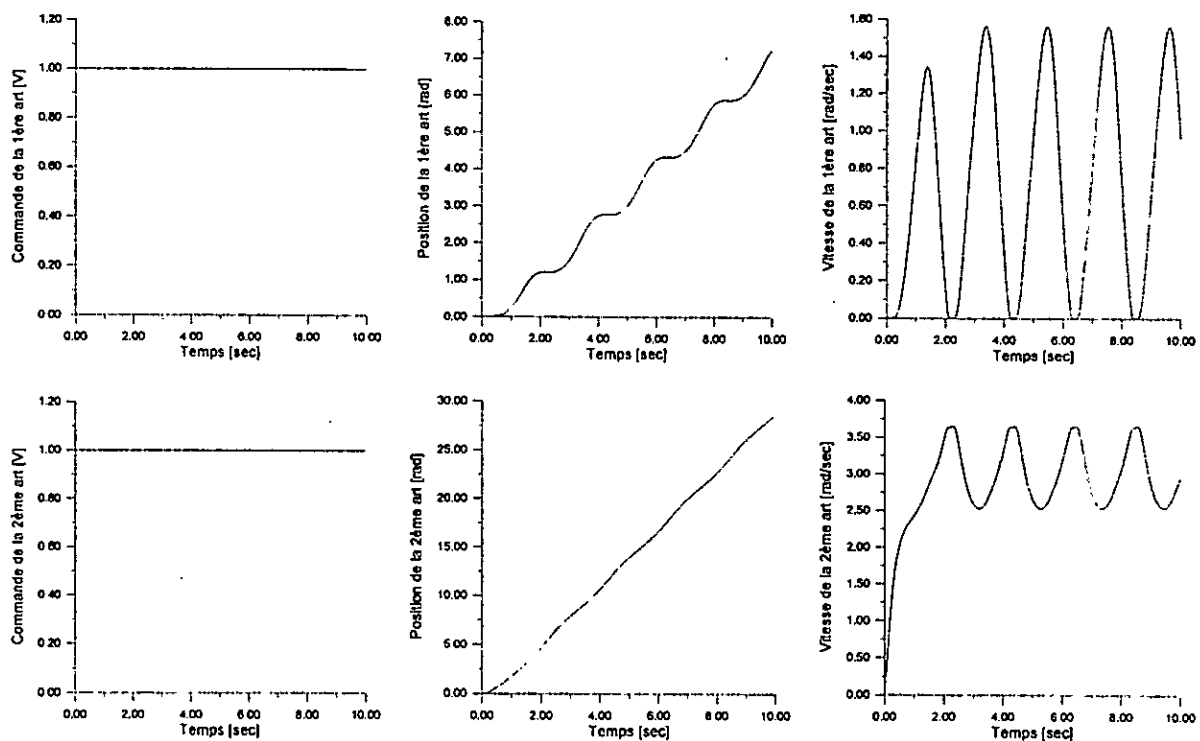 Commande de la 1ère art [V]
1.20
1.00
0.80
0.60
0.40
0.20
0.00
0.00 2.00 4.00 6.00 8.00 10.00
Temps [sec]
Position de la 1ère art [rad]
8.00
7.00
6.00
5.00
4.00
3.00
2.00
1.00
0.00
0.00 2.00 4.00 6.00 8.00 10.00
Temps [sec]
Vitesse de la 1ère art [rad/sec]
1.60
1.40
1.20
1.00
0.80
0.60
0.40
0.20
0.00
0.00 2.00 4.00 6.00 8.00 10.00
Temps [sec]
Commande de la 2ème art [V]
1.20
1.00
0.80
0.60
0.40
0.20
0.00
0.00 2.00 4.00 6.00 8.00 10.00
Temps [sec]
Position de la 2ème art [rad]
30.00
25.00
20.00
15.00
10.00
5.00
0.00
0.00 2.00 4.00 6.00 8.00 10.00
Temps [sec]
Vitesse de la 2ème art [rad/sec]
4.00
3.50
3.00
2.50
2.00
1.50
1.00
0.50
0.00
0.00 2.00 4.00 6.00 8.00 10.00
Temps [sec]